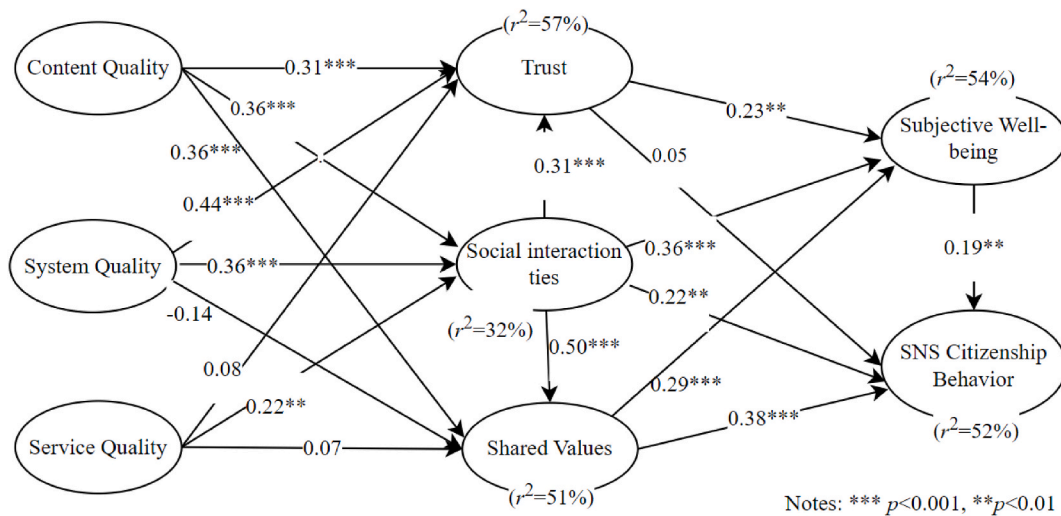 (r²=57%)
Content Quality
0.31***
Trust
(r²=54%)
0.36***
0.23**
Subjective Well-
being
0.36***
0.31***
0.05
0.44***
System Quality
0.36***
Social interaction
ties
0.36***
0.19**
-0.14
(r²=32%)
0.22**
0.50***
SNS Citizenship
Behavior
0.08
0.29***
0.22**
0.38***
(r²=52%)
Service Quality
0.07
Shared Values
(r²=51%)
Notes: *** p<0.001, **p<0.01